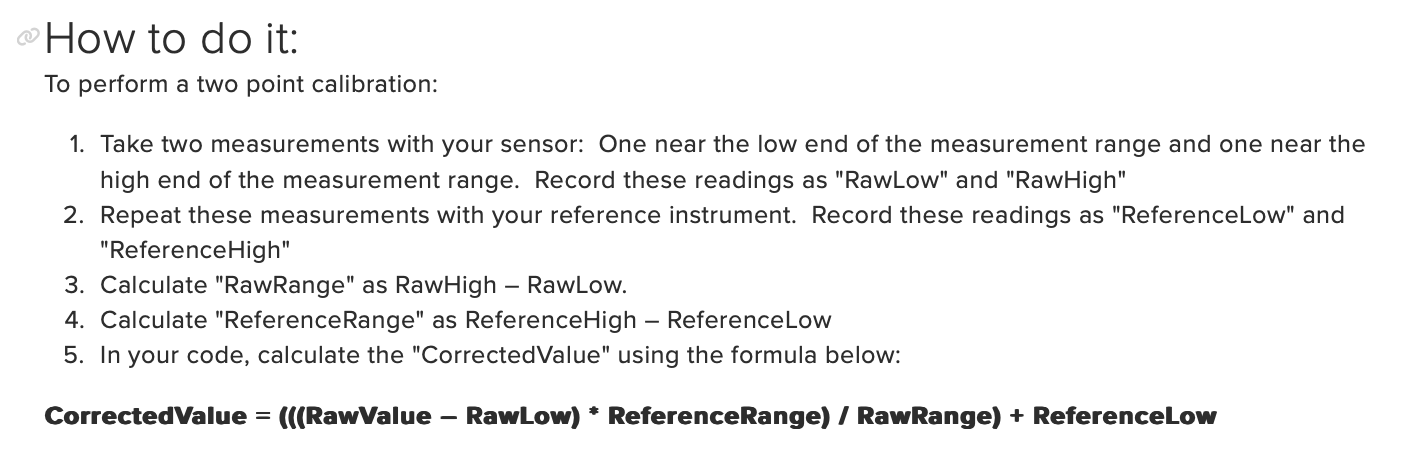 How to do it:
To perform a two point calibration:
1. Take two measurements with your sensor:  One near the low end of the measurement range and one near the
high end of the measurement range.  Record these readings as "RawLow" and "RawHigh"
2. Repeat these measurements with your reference instrument.  Record these readings as "ReferenceLow" and
"ReferenceHigh"
3. Calculate "RawRange" as RawHigh – RawLow.
4. Calculate "ReferenceRange" as ReferenceHigh – ReferenceLow
5. In your code, calculate the "CorrectedValue" using the formula below:
CorrectedValue = (((RawValue – RawLow) * ReferenceRange) / RawRange) + ReferenceLow